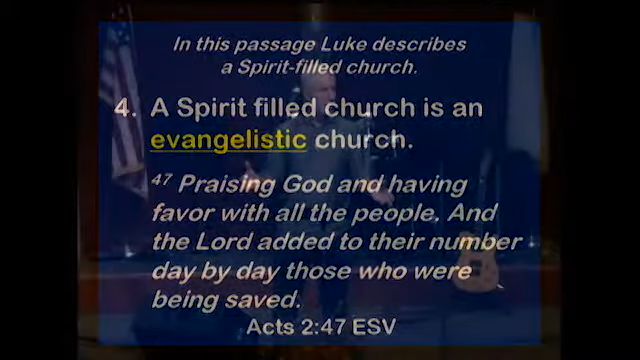 In this passage Luke describes
a Spirit-filled church.
4. A Spirit filled church is an
evangelistic church.
47 Praising God and having
favor with all the people. And
the Lord added to their number
day by day those who were
being saved.
Acts 2:47 ESV